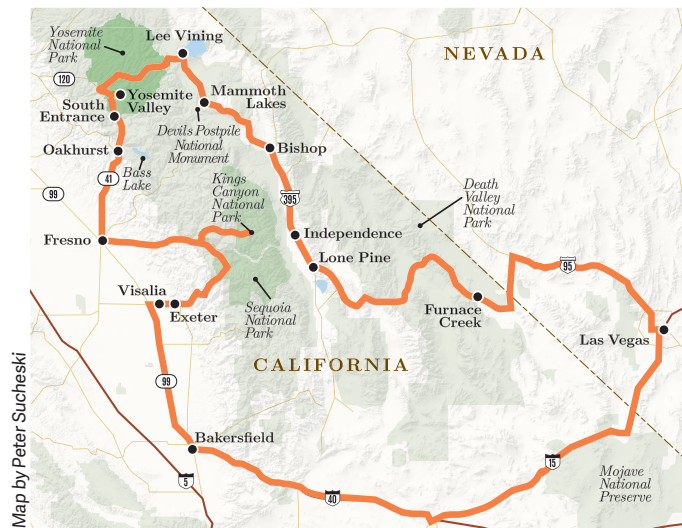 Yosemite
National
Park
Lee Vining
NEVADA
120
Yosemite
Valley
Mammoth
Lakes
South
Entrance
Devils Postpile
National
Monument
Oakhurst
Bishop
Bass
Lake
41
Kings
Canyon
National
Park
395
Death
Valley
National
Park
99
Fresno
Independence
Lone Pine
95
Visalia
Exeter
Sequoia
National
Park
Furnace
Creek
Las Vegas
CALIFORNIA
99
Bakersfield
5
40
15
Mojave
National
Preserve
Map by Peter Sucheski